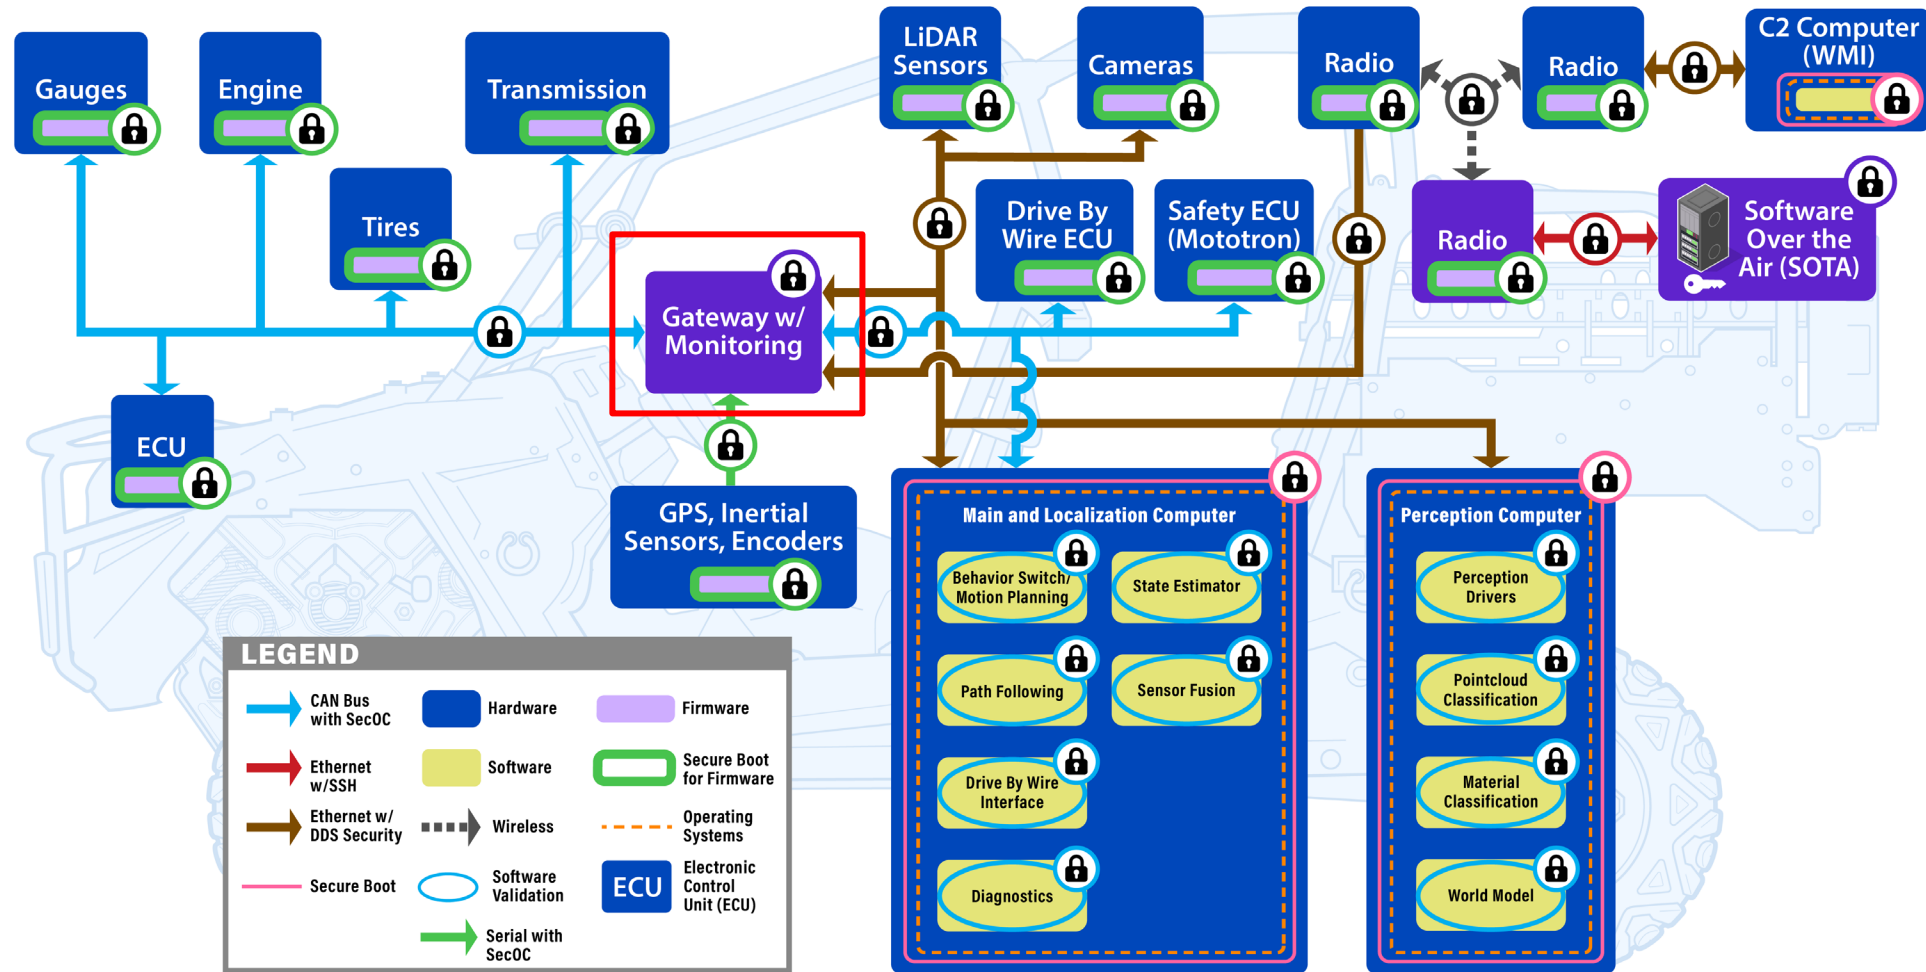 Gauges
Engine
Transmission
LiDAR
Sensors
Cameras
Radio
Radio
C2 Computer
(WMI)
Tires
Drive By
Wire ECU
Safety ECU
(Mototron)
Radio
Software
Over the
Air (SOTA)
Gateway w/
Monitoring
ECU
GPS, Inertial
Sensors, Encoders
Main and Localization Computer
Behavior Switch/
Motion Planning
State Estimator
Path Following
Sensor Fusion
Drive By Wire
Interface
Diagnostics
Perception Computer
Perception
Drivers
Pointcloud
Classification
Material
Classification
World Model
LEGEND
CAN Bus
with SecOC
Hardware
Firmware
Ethernet
w/SSH
Software
Secure Boot
for Firmware
Ethernet w/
DDS Security
Wireless
Operating
Systems
Secure Boot
Software
Validation
ECU
Electronic
Control
Unit (ECU)
Serial with
SecOC